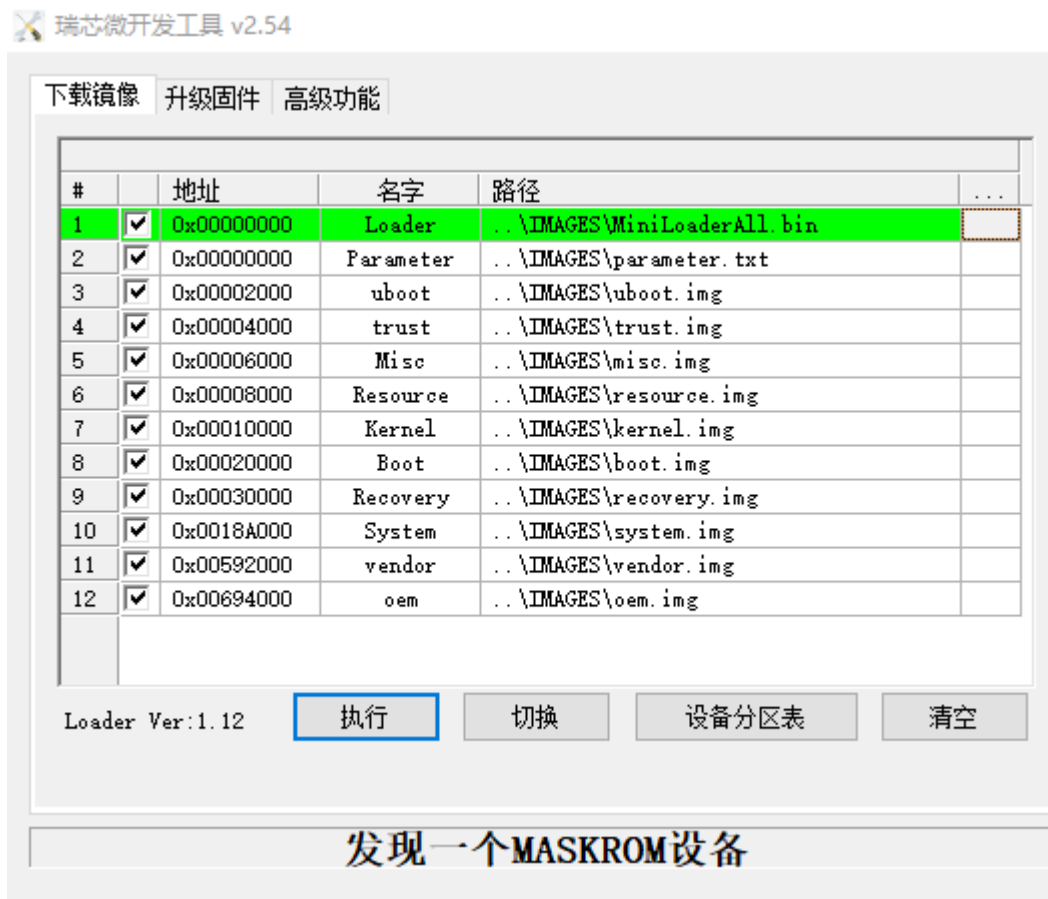 瑞芯微开发工具 v2.54
下载镜像 升级固件 高级功能
# 地址 名字 路径 ...
1 0x00000000 Loader ..\IMAGES\MiniLoaderAll.bin
2 0x00000000 Parameter ..\IMAGES\parameter.txt
3 0x00002000 uboot ..\IMAGES\uboot.img
4 0x00004000 trust ..\IMAGES\trust.img
5 0x00006000 Misc ..\IMAGES\misc.img
6 0x00008000 Resource ..\IMAGES\resource.img
7 0x00010000 Kernel ..\IMAGES\kernel.img
8 0x00020000 Boot ..\IMAGES\boot.img
9 0x00030000 Recovery ..\IMAGES\recovery.img
10 0x0018A000 System ..\IMAGES\system.img
11 0x00592000 vendor ..\IMAGES\vendor.img
12 0x00694000 oem ..\IMAGES\oem.img
Loader Ver:1.12 执行 切换 设备分区表 清空
发现一个MASKROM设备